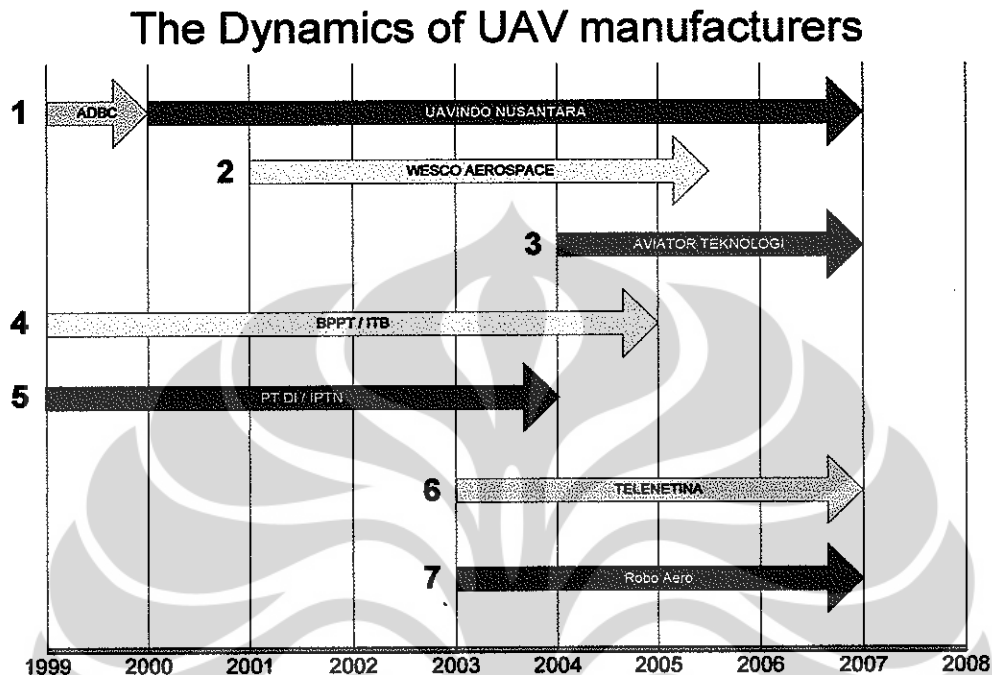 The Dynamics of UAV manufacturers
1 ADBC UAVINDO NUSANTARA
2 WESCO AEROSPACE
3 AVIATOR TEKNOLOGI
4 BPPT / ITB
5 PT DI / IPTN
6 TELENETINA
7 Robo Aero
1999 2000 2001 2002 2003 2004 2005 2006 2007 2008